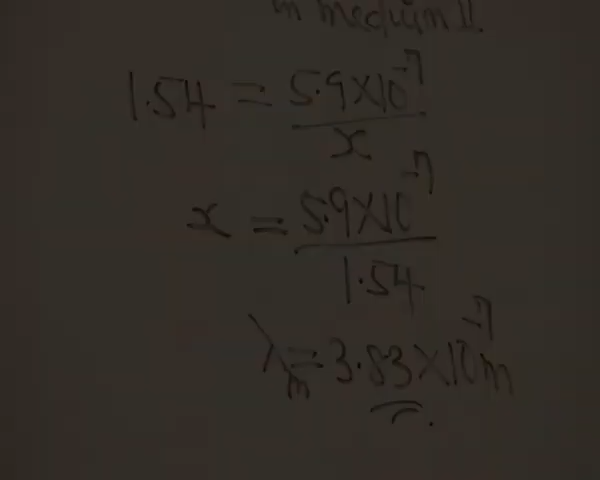 in medium II.
1.54 = 5.9×10⁻⁷ / x
x = 5.9×10⁻⁷ / 1.54
λₘ = 3.83×10⁻⁷m